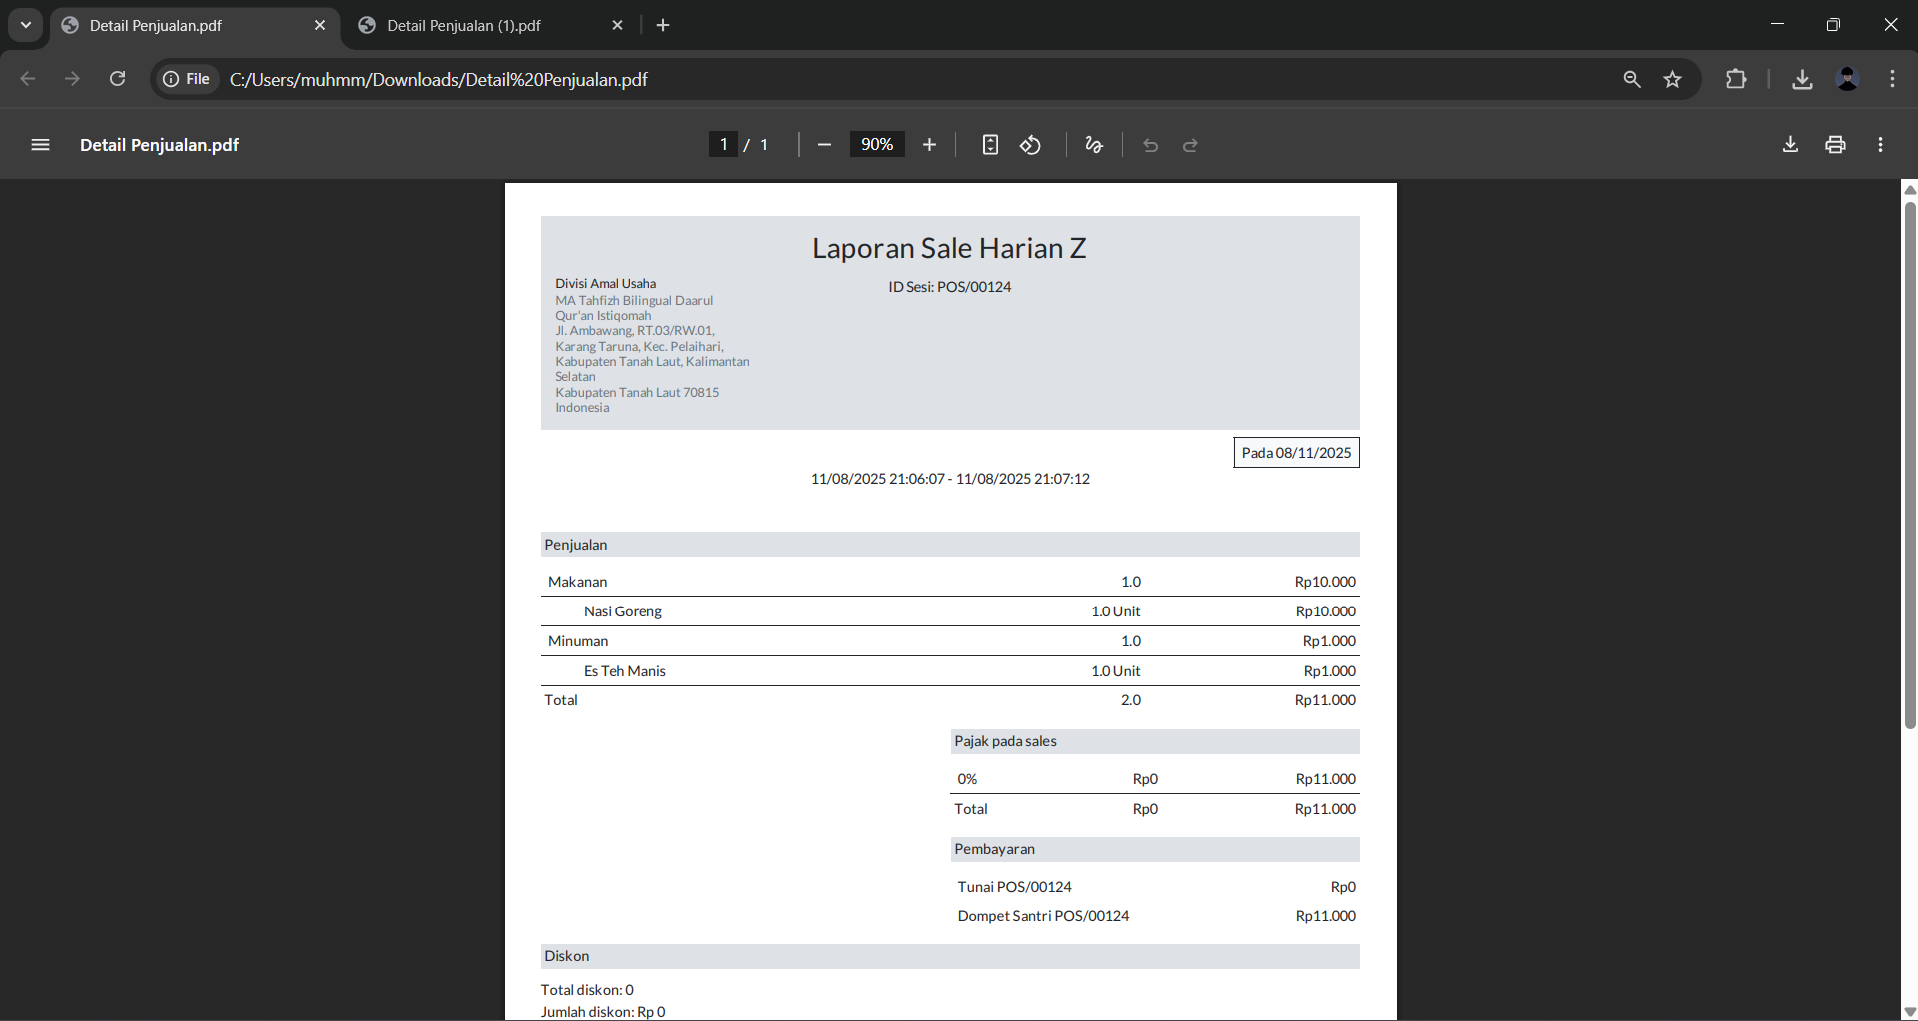 Detail Penjualan.pdf
Detail Penjualan (1).pdf
File
C:/Users/muhmm/Downloads/Detail%20Penjualan.pdf
Detail Penjualan.pdf
1 / 1
90%
Laporan Sale Harian Z
Divisi Amal Usaha
ID Sesi: POS/00124
MA Tahfizh Bilingual Daarul
Qur'an Istiqomah
Jl. Ambawang, RT.03/RW.01,
Karang Taruna, Kec. Pelaihari,
Kabupaten Tanah Laut, Kalimantan
Selatan
Kabupaten Tanah Laut 70815
Indonesia
Pada 08/11/2025
11/08/2025 21:06:07 - 11/08/2025 21:07:12
Penjualan
Makanan 1.0 Rp10.000
Nasi Goreng 1.0 Unit Rp10.000
Minuman 1.0 Rp1.000
Es Teh Manis 1.0 Unit Rp1.000
Total 2.0 Rp11.000
Pajak pada sales
0% Rp0 Rp11.000
Total Rp0 Rp11.000
Pembayaran
Tunai POS/00124 Rp0
Dompet Santri POS/00124 Rp11.000
Diskon
Total diskon: 0
Jumlah diskon: Rp 0